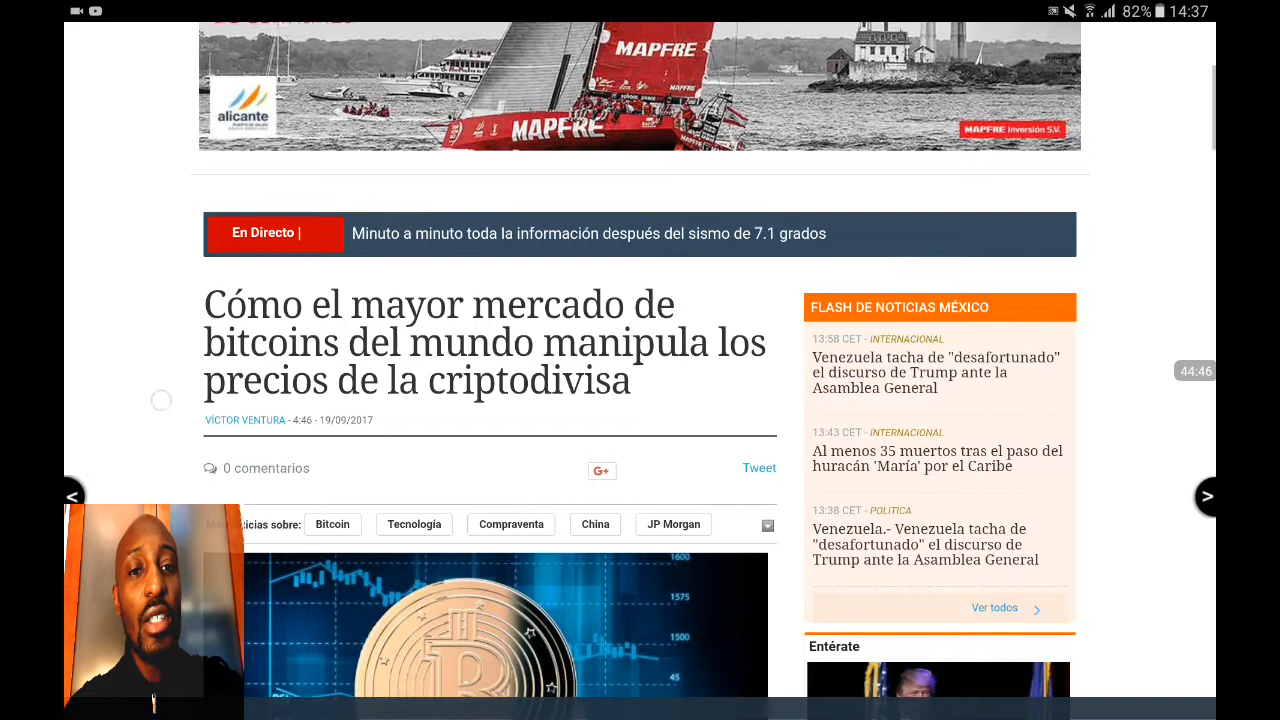 82% 14:37
MAPFRE
alicante
MAPFRE
MAPFRE Inversión S.V.
En Directo | Minuto a minuto toda la información después del sismo de 7.1 grados
Cómo el mayor mercado de
bitcoins del mundo manipula los
precios de la criptodivisa
VÍCTOR VENTURA - 4:46 - 19/09/2017
0 comentarios
G+
Tweet
icias sobre: Bitcoin Tecnología Compraventa China JP Morgan
1600
1575
1500
45
FLASH DE NOTICIAS MÉXICO
13:58 CET - INTERNACIONAL
Venezuela tacha de "desafortunado"
el discurso de Trump ante la
Asamblea General
13:43 CET - INTERNACIONAL
Al menos 35 muertos tras el paso del
huracán 'María' por el Caribe
13:38 CET - POLITICA
Venezuela.- Venezuela tacha de
"desafortunado" el discurso de
Trump ante la Asamblea General
Ver todos >
Entérate
44:46
<
>